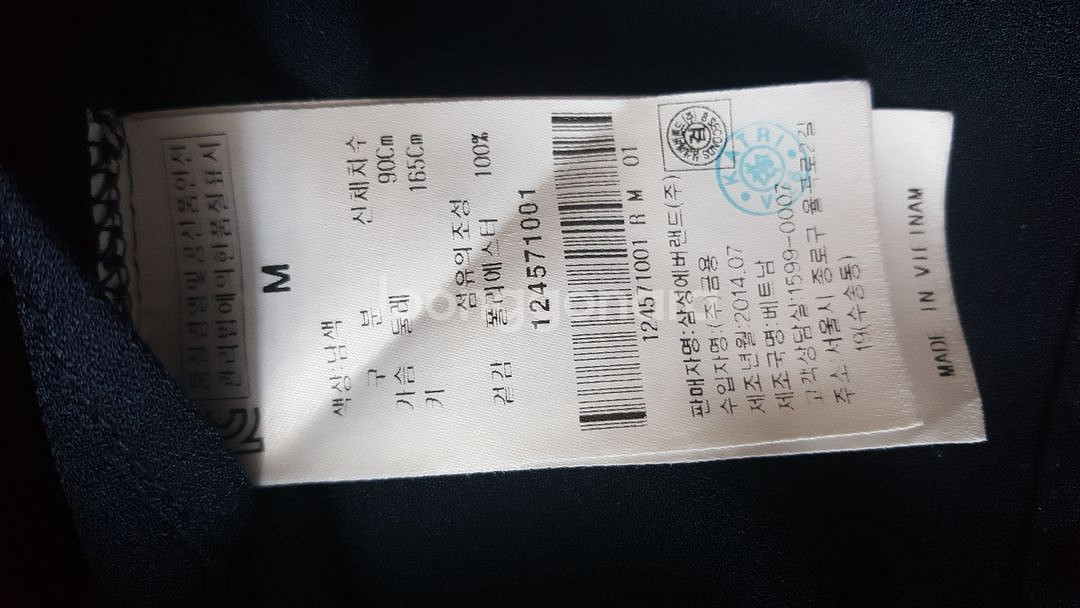 품질경영및공산품안전
관리법에의한품질표시
M
색상:남색
구 분 신체치수
가슴둘레 90Cm
키 165Cm
섬유의조성
겉감 폴리에스터 100%
124571001
124571001 R M 01
판매자명:삼성에버랜드(주)
수입자명:(주)금용
제조년월:2014.07
제조국명:베트남
고객상담실:1599-0007
주소:서울시 종로구 율곡로2길
19(수송동)
KATRI
MADE IN VIETNAM